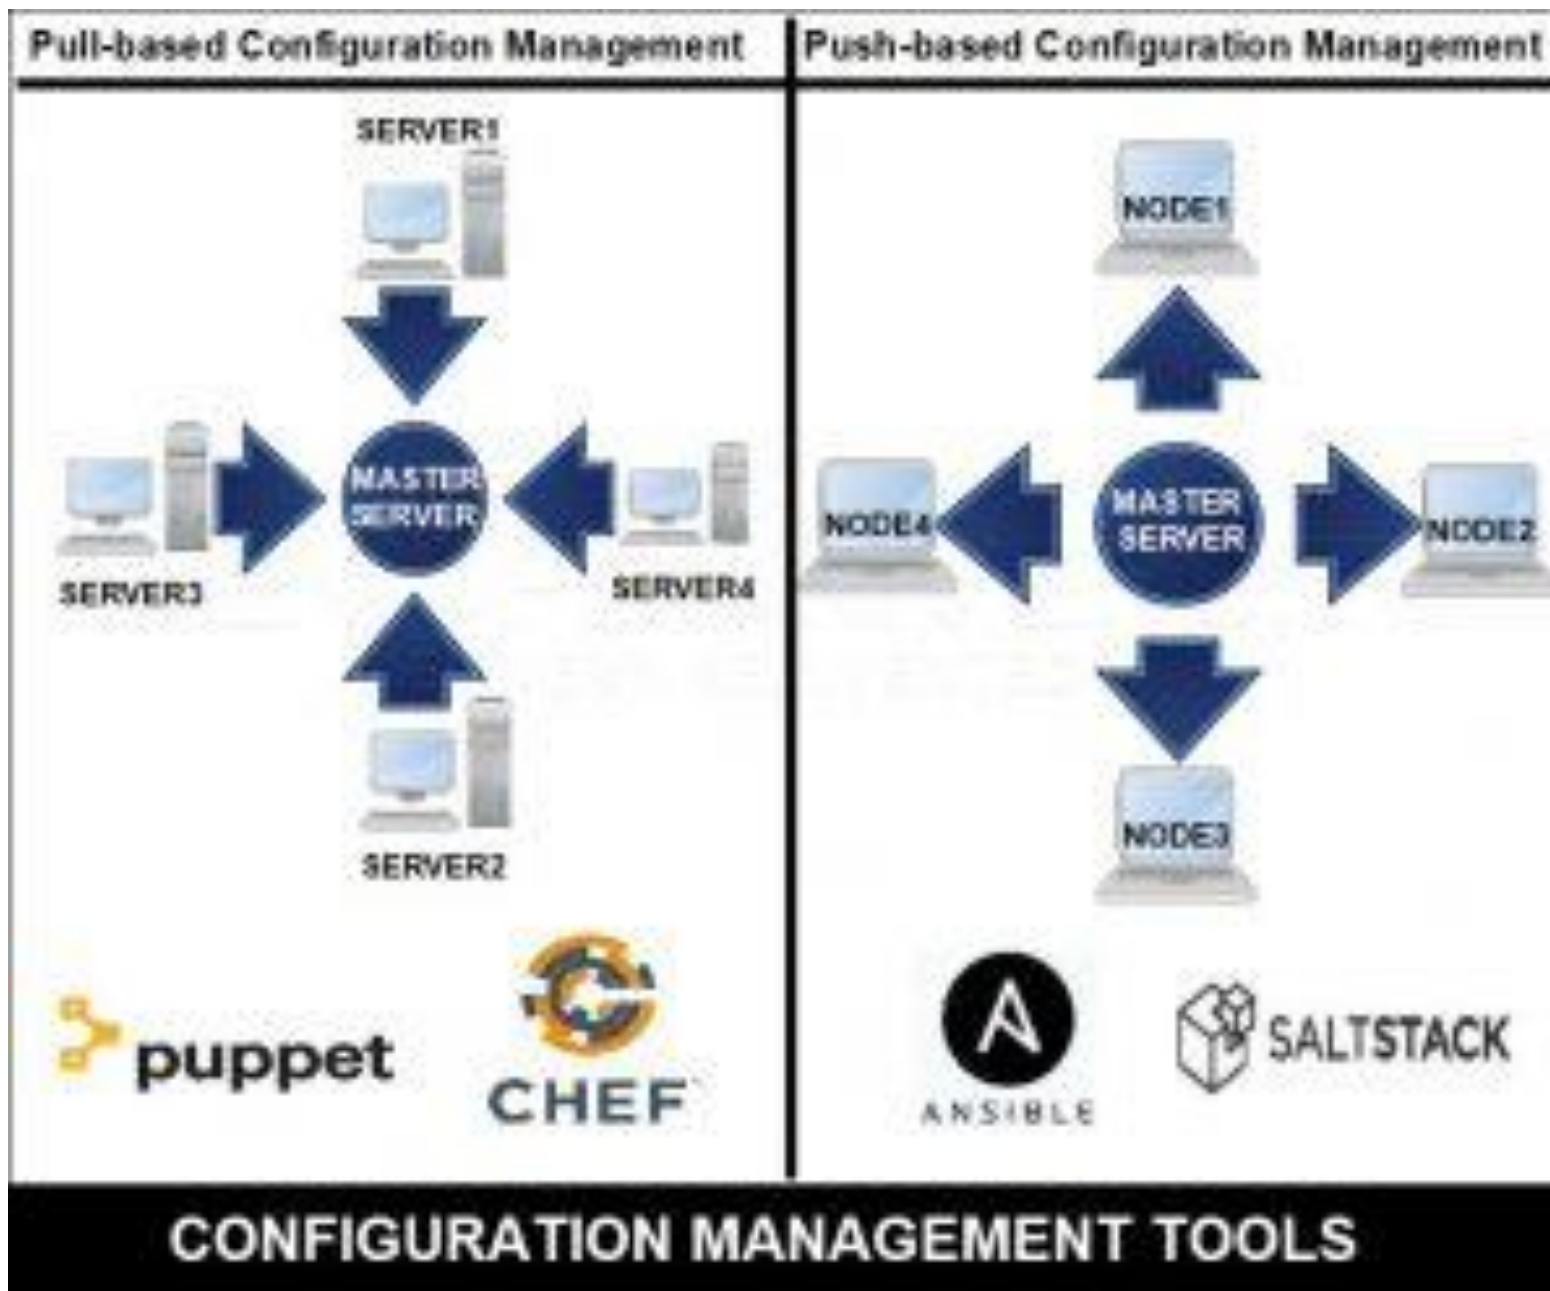 Pull-based Configuration Management
Push-based Configuration Management
SERVER1
MASTER
SERVER
SERVER3
SERVER4
SERVER2
puppet
CHEF
NODE1
NODE4
MASTER
SERVER
NODE2
NODE3
ANSIBLE
SALTSTACK
CONFIGURATION MANAGEMENT TOOLS